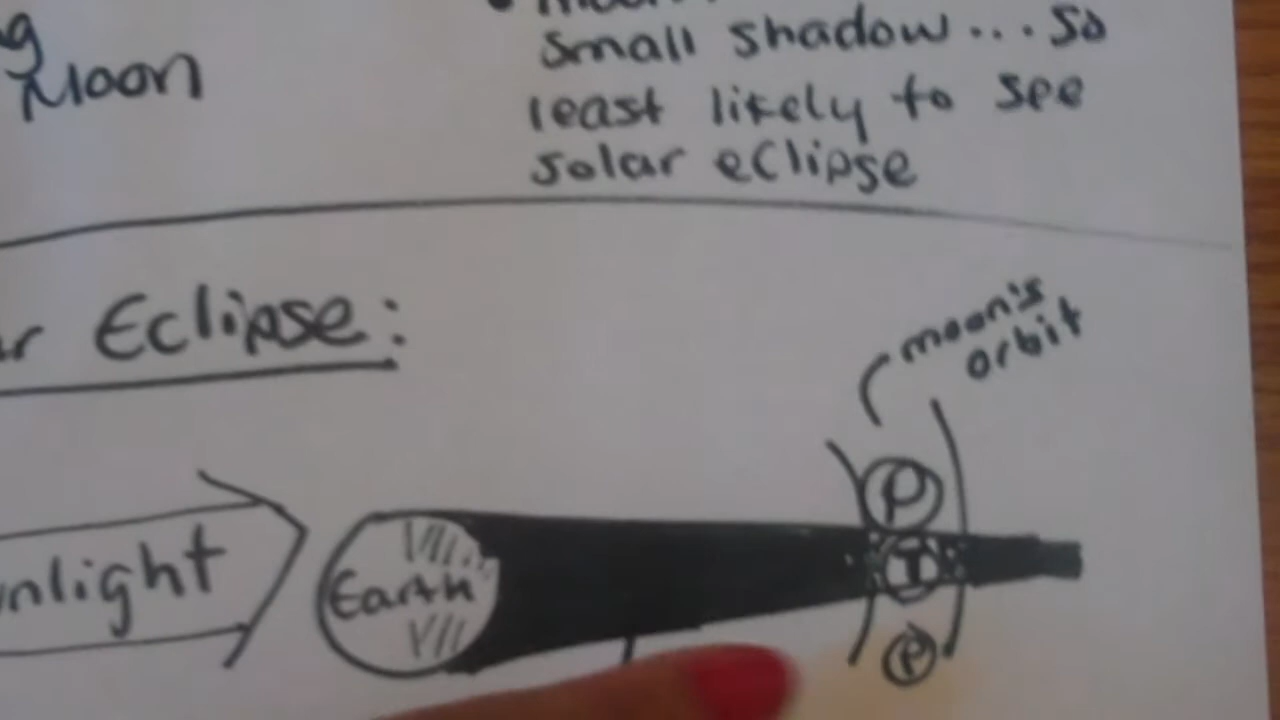 Moon
small shadow... so
least likely to see
solar eclipse
Eclipse:
moon's
orbit
P
nlight
Earth
T
P